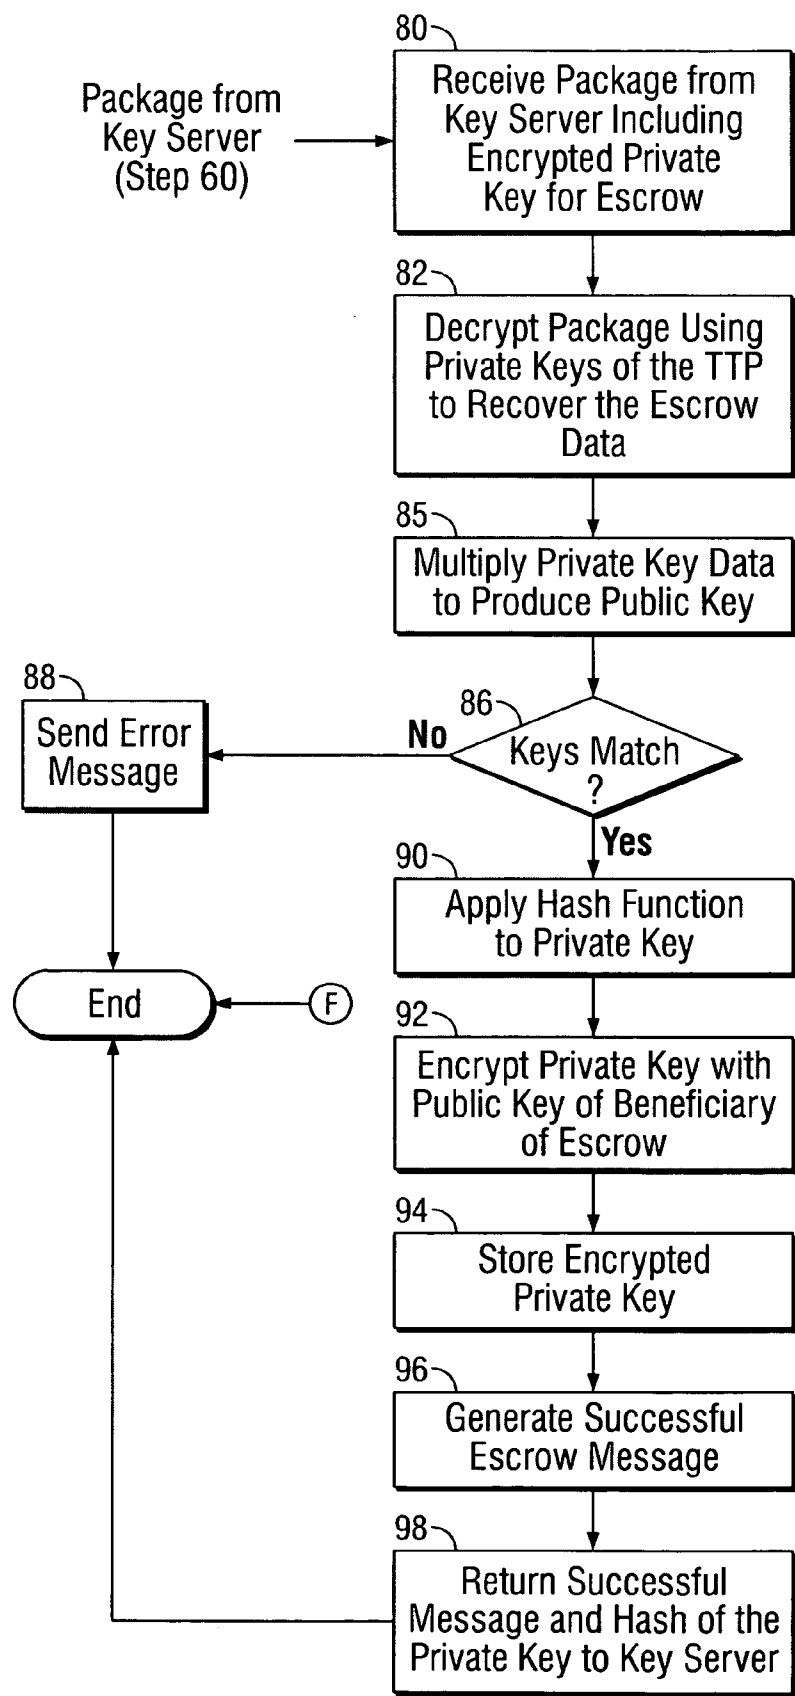 80
Package from
Key Server
(Step 60)
Receive Package from
Key Server Including
Encrypted Private
Key for Escrow
82
Decrypt Package Using
Private Keys of the TTP
to Recover the Escrow
Data
85
Multiply Private Key Data
to Produce Public Key
88
Send Error
Message
No
86
Keys Match
?
Yes
90
Apply Hash Function
to Private Key
End
F
92
Encrypt Private Key with
Public Key of Beneficiary
of Escrow
94
Store Encrypted
Private Key
96
Generate Successful
Escrow Message
98
Return Successful
Message and Hash of the
Private Key to Key Server